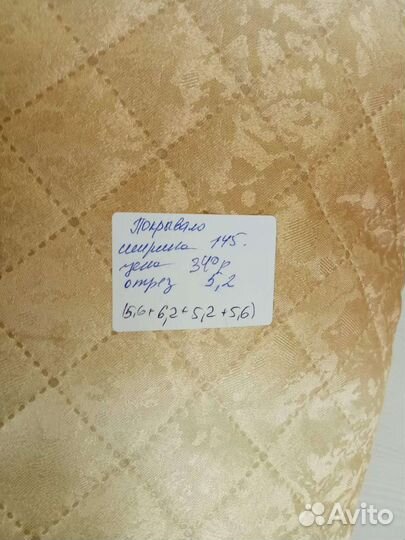 Покрывало
ширина 145.
цена 340р
отрез 5,2
(5,6+6,2+5,2+5,6)
Avito